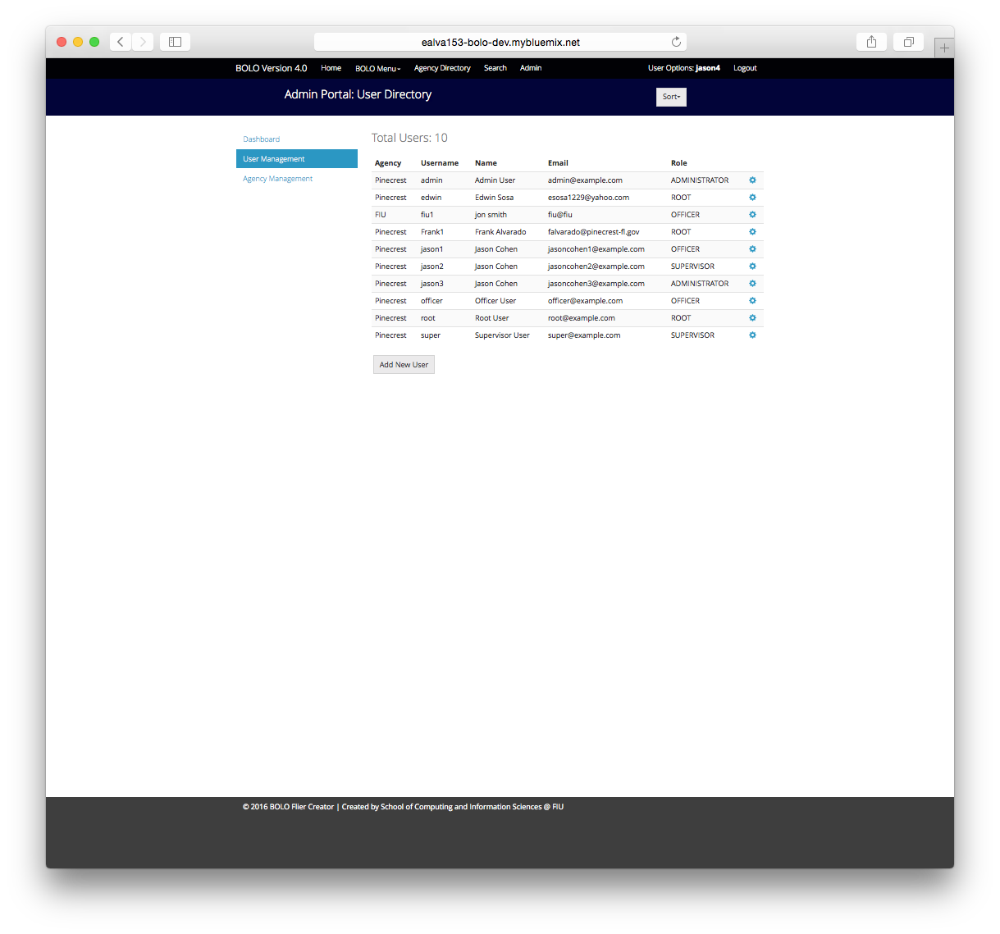 ealva153-bolo-dev.mybluemix.net
BOLO Version 4.0 Home BOLO Menu Agency Directory Search Admin User Options: jason4 Logout
Admin Portal: User Directory Sort
Dashboard
User Management
Agency Management
Total Users: 10
Agency Username Name Email Role
Pinecrest admin Admin User admin@example.com ADMINISTRATOR
Pinecrest edwin Edwin Sosa esosa1229@yahoo.com ROOT
FIU fiu1 jon smith fiu@fiu OFFICER
Pinecrest Frank1 Frank Alvarado falvarado@pinecrest-fl.gov ROOT
Pinecrest jason1 Jason Cohen jasoncohen1@example.com OFFICER
Pinecrest jason2 Jason Cohen jasoncohen2@example.com SUPERVISOR
Pinecrest jason3 Jason Cohen jasoncohen3@example.com ADMINISTRATOR
Pinecrest officer Officer User officer@example.com OFFICER
Pinecrest root Root User root@example.com ROOT
Pinecrest super Supervisor User super@example.com SUPERVISOR
Add New User
© 2016 BOLO Flier Creator | Created by School of Computing and Information Sciences @ FIU